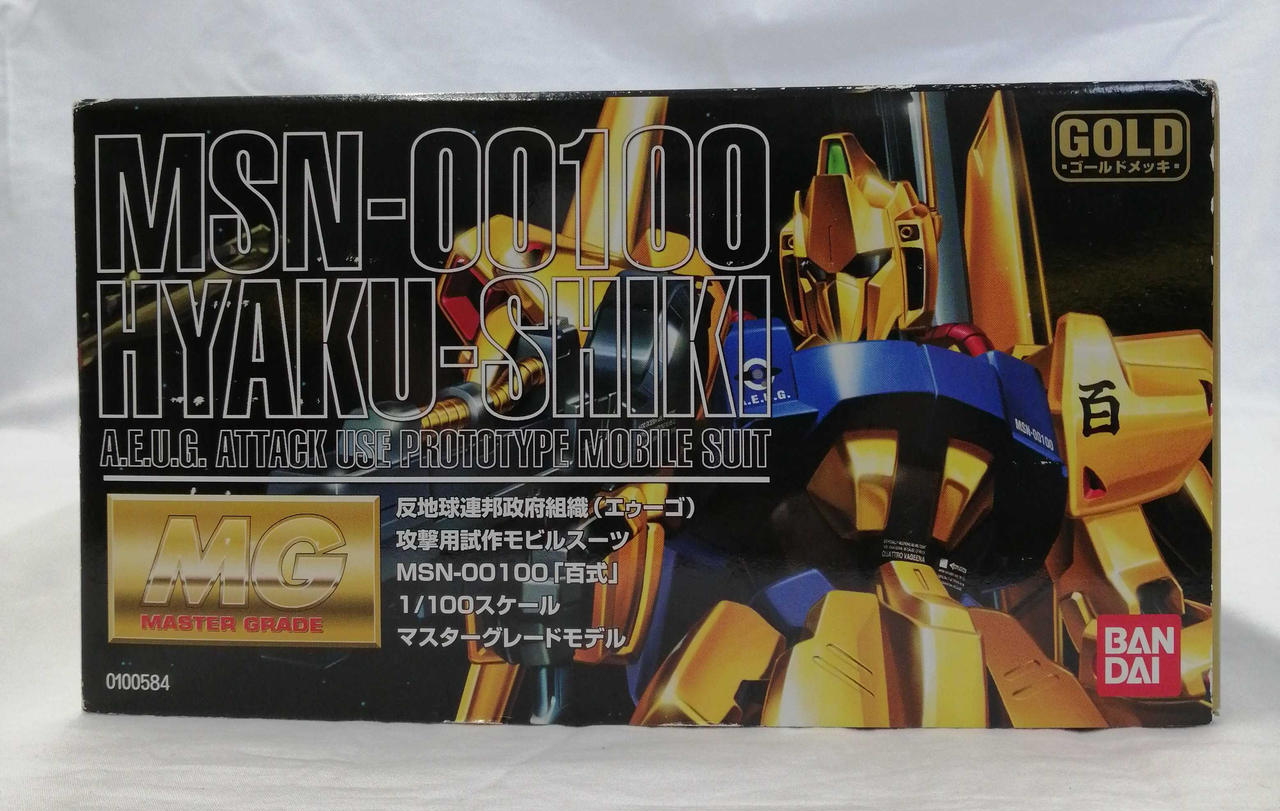 MSN-00100
HYAKU-SHIKI
A.E.U.G. ATTACK USE PROTOTYPE MOBILE SUIT
GOLD
ゴールドメッキ
A.E.U.G.
MSN-00100
百
MG
MASTER GRADE
反地球連邦政府組織（エゥーゴ）
攻撃用試作モビルスーツ
MSN-00100「百式」
1/100スケール
マスターグレードモデル
QUATTRO VAGEENA
BAN
DAI
0100584